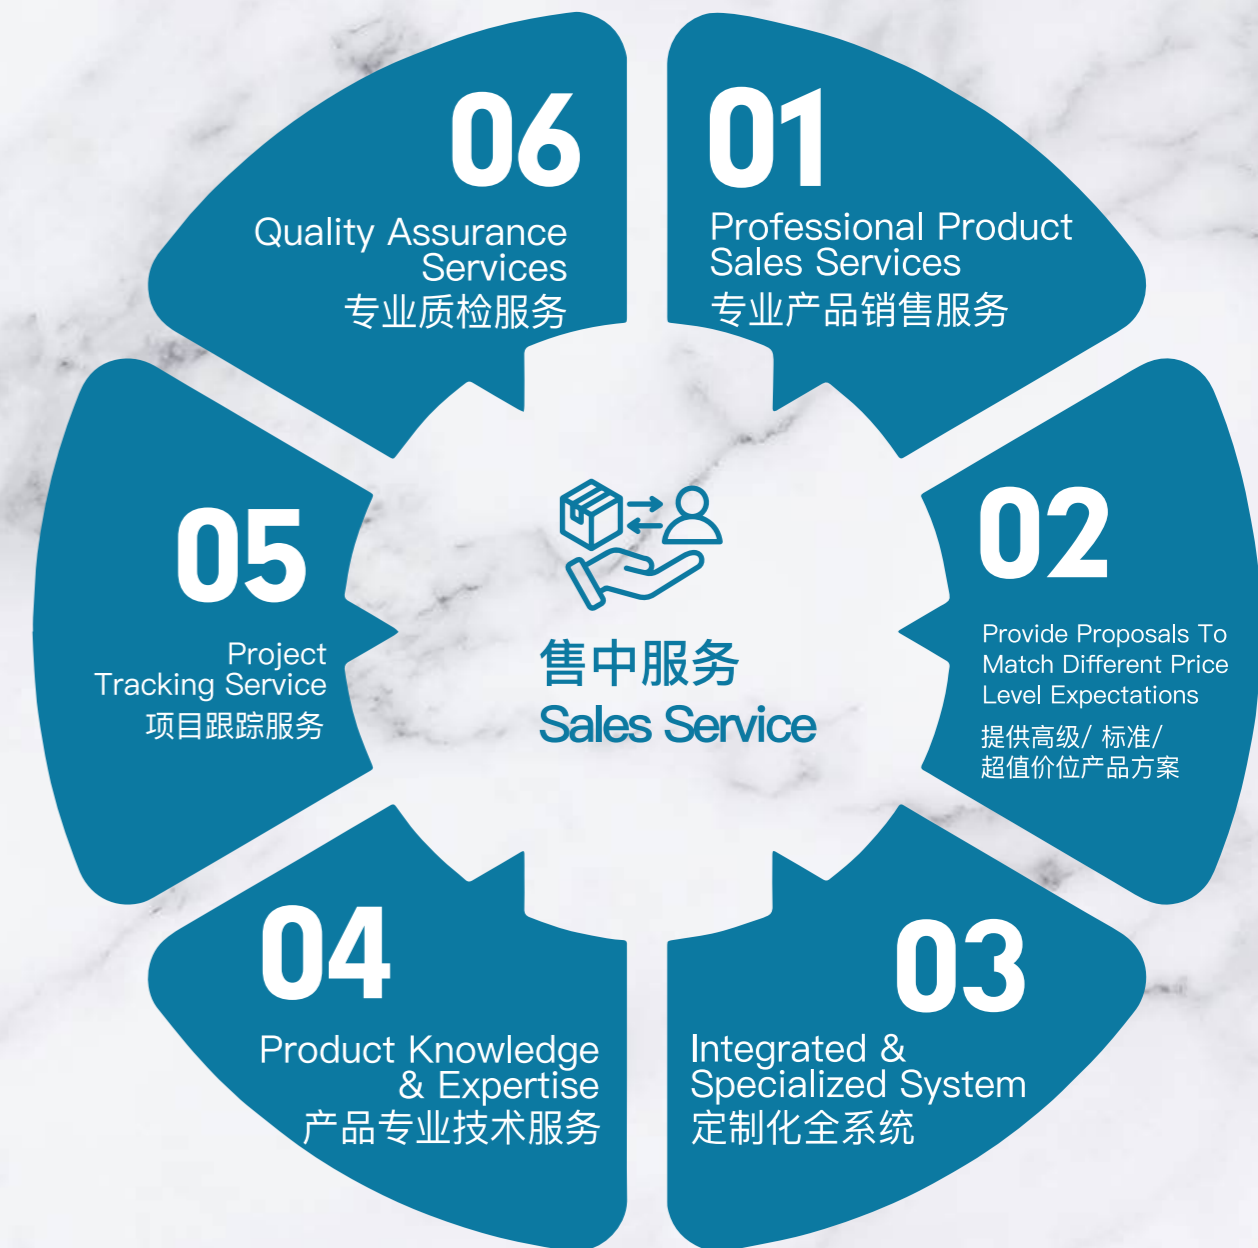 06
Quality Assurance
Services
专业质检服务
01
Professional Product
Sales Services
专业产品销售服务
02
Provide Proposals To
Match Different Price
Level Expectations
提供高级/ 标准/
超值价位产品方案
05
Project
Tracking Service
项目跟踪服务
售中服务
Sales Service
04
Product Knowledge
& Expertise
产品专业技术服务
03
Integrated &
Specialized System
定制化全系统